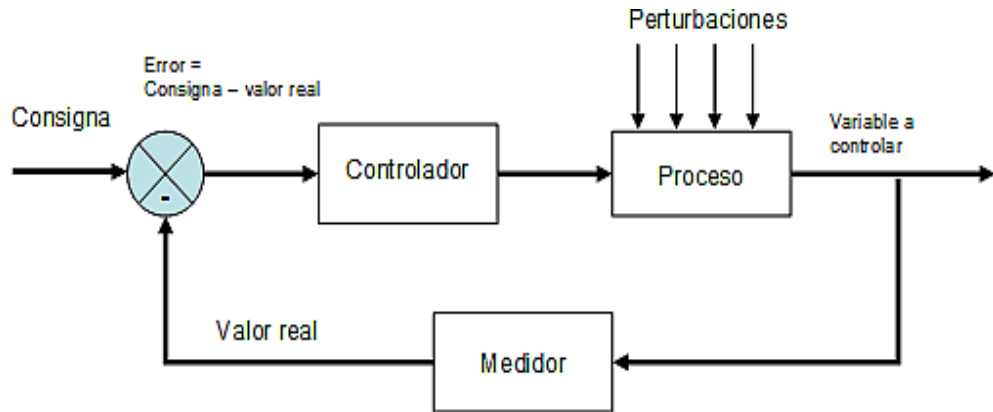 Perturbaciones
Error =
Consigna – valor real
Consigna
Variable a
controlar
Controlador
Proceso
-
Valor real
Medidor